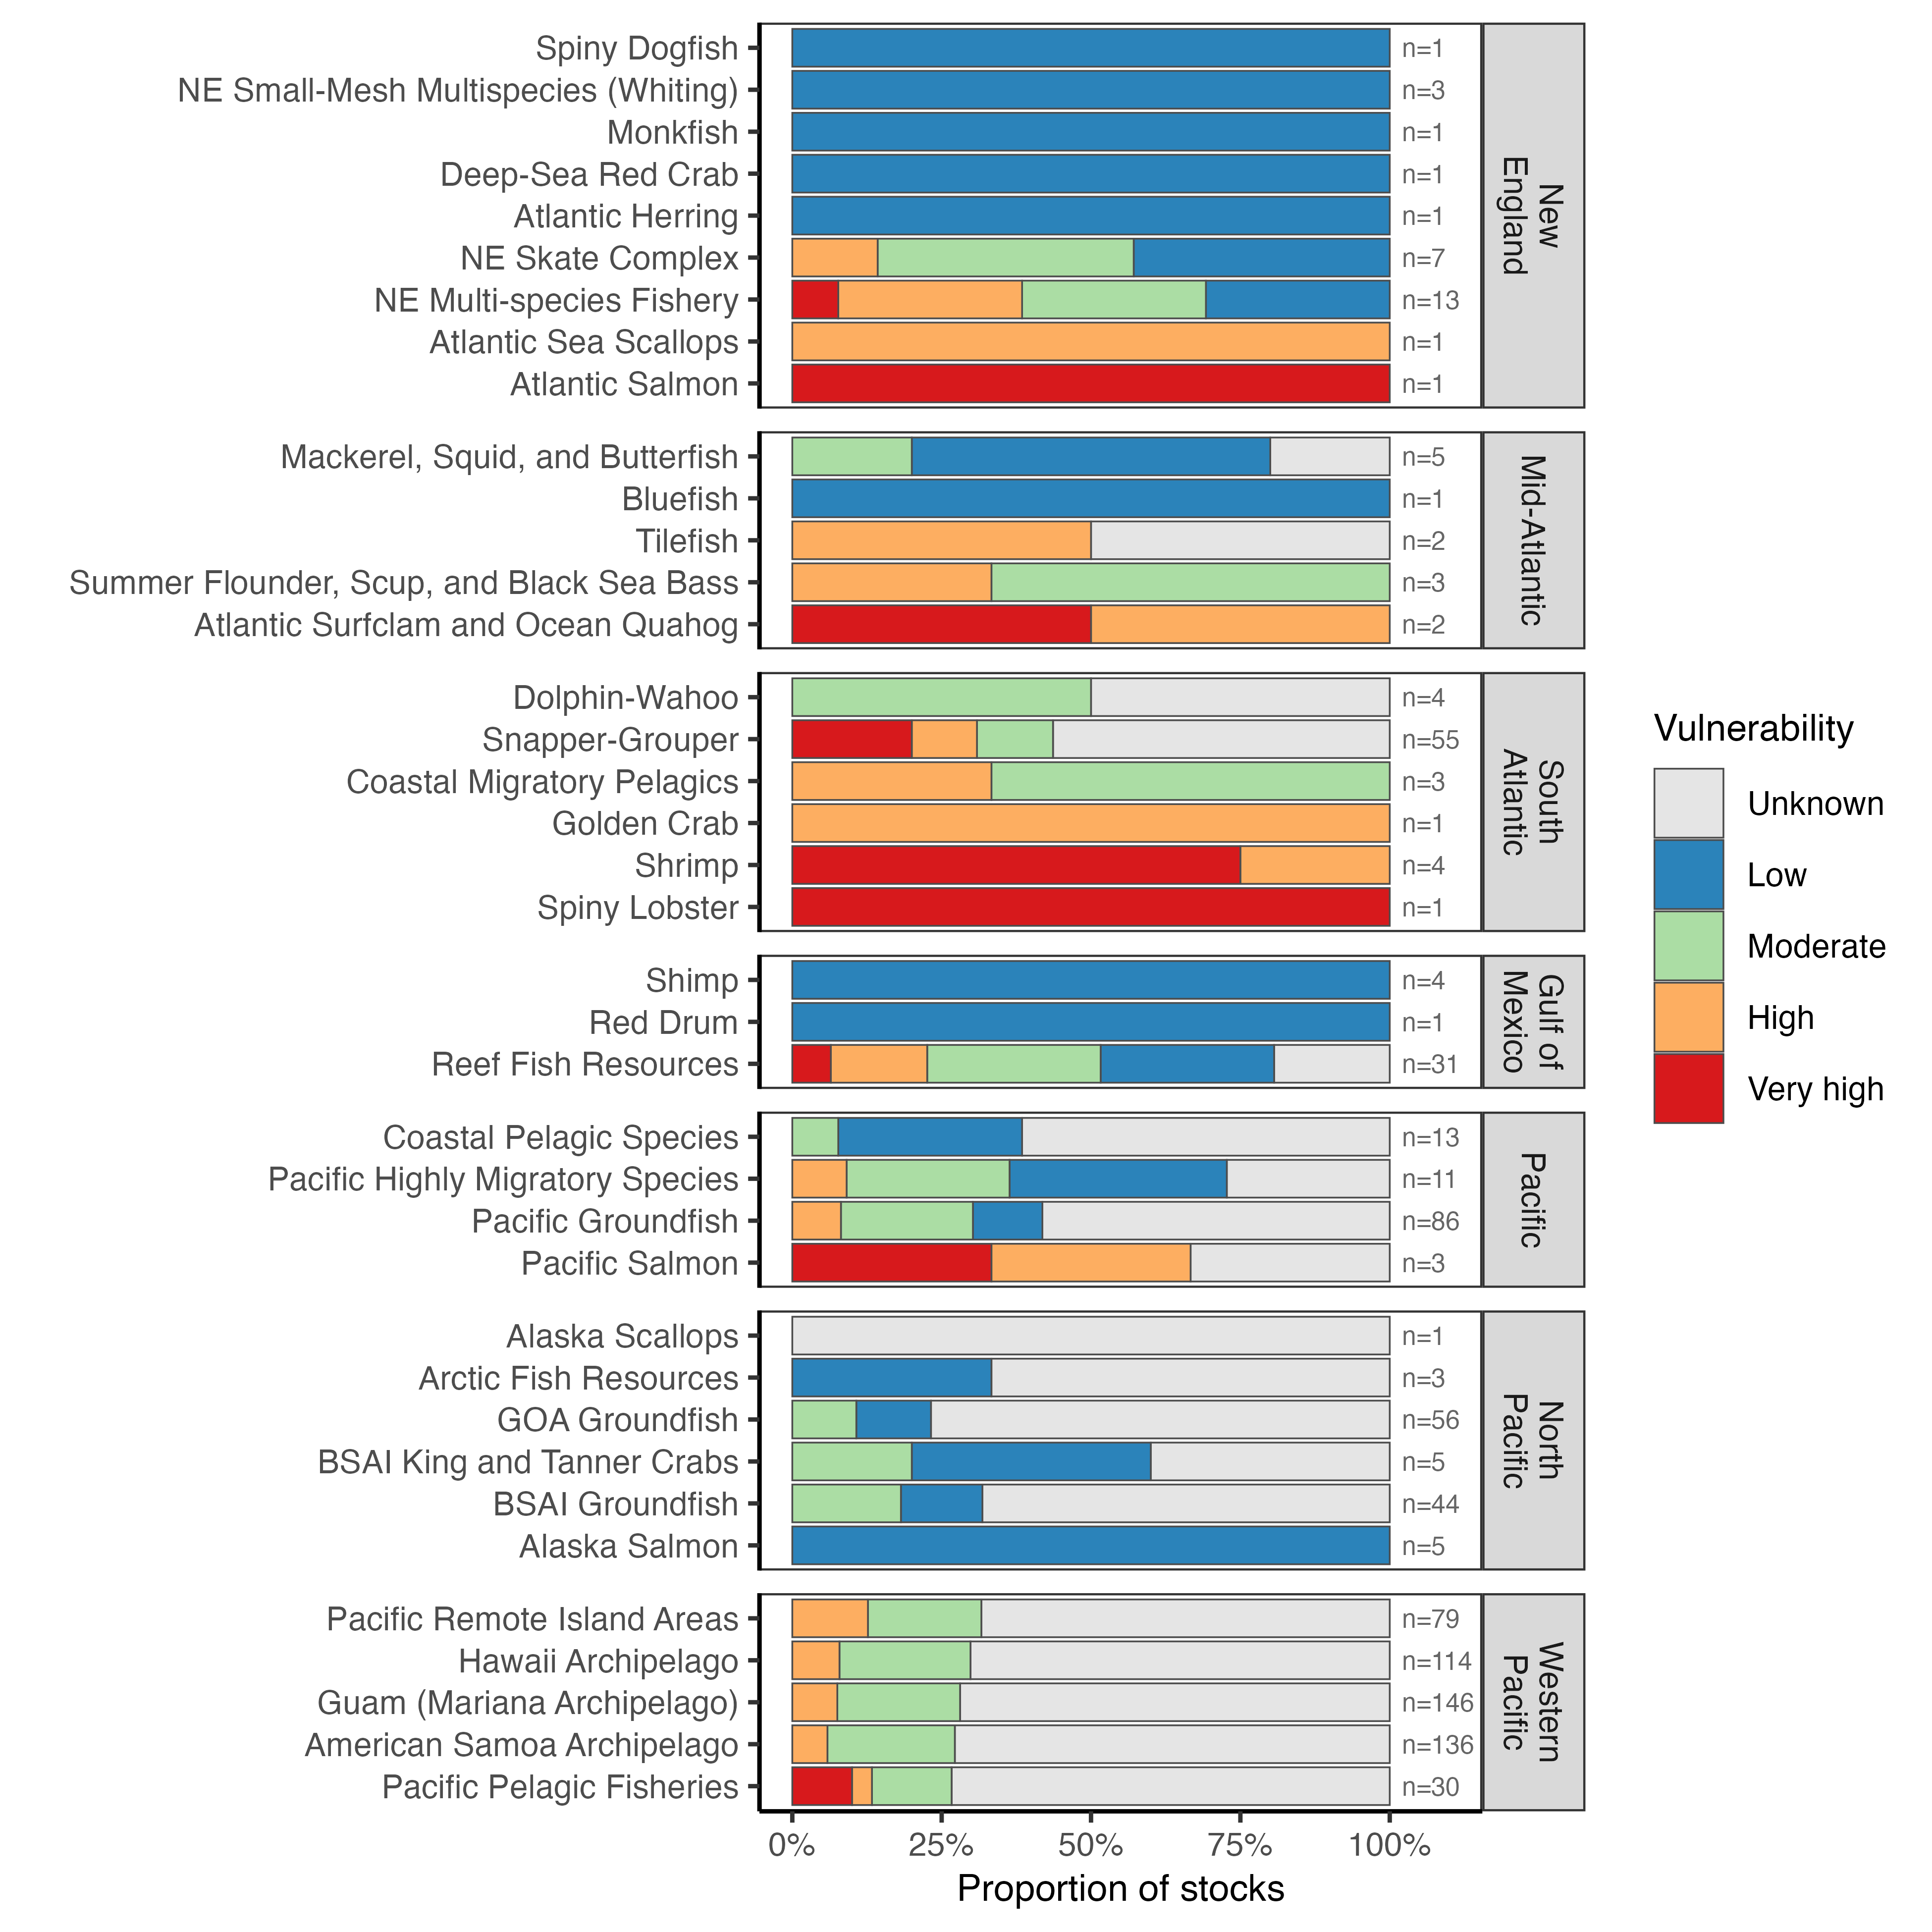 Spiny Dogfish n=1
NE Small-Mesh Multispecies (Whiting) n=3
Monkfish n=1
Deep-Sea Red Crab n=1
Atlantic Herring n=1
NE Skate Complex n=7
NE Multi-species Fishery n=13
Atlantic Sea Scallops n=1
Atlantic Salmon n=1
New
England
Mackerel, Squid, and Butterfish n=5
Bluefish n=1
Tilefish n=2
Summer Flounder, Scup, and Black Sea Bass n=3
Atlantic Surfclam and Ocean Quahog n=2
Mid-Atlantic
Dolphin-Wahoo n=4
Snapper-Grouper n=55
Coastal Migratory Pelagics n=3
Golden Crab n=1
Shrimp n=4
Spiny Lobster n=1
South
Atlantic
Shimp n=4
Red Drum n=1
Reef Fish Resources n=31
Gulf of
Mexico
Coastal Pelagic Species n=13
Pacific Highly Migratory Species n=11
Pacific Groundfish n=86
Pacific Salmon n=3
Pacific
Alaska Scallops n=1
Arctic Fish Resources n=3
GOA Groundfish n=56
BSAI King and Tanner Crabs n=5
BSAI Groundfish n=44
Alaska Salmon n=5
North
Pacific
Pacific Remote Island Areas n=79
Hawaii Archipelago n=114
Guam (Mariana Archipelago) n=146
American Samoa Archipelago n=136
Pacific Pelagic Fisheries n=30
Western
Pacific
0% 25% 50% 75% 100%
Proportion of stocks
Vulnerability
Unknown
Low
Moderate
High
Very high